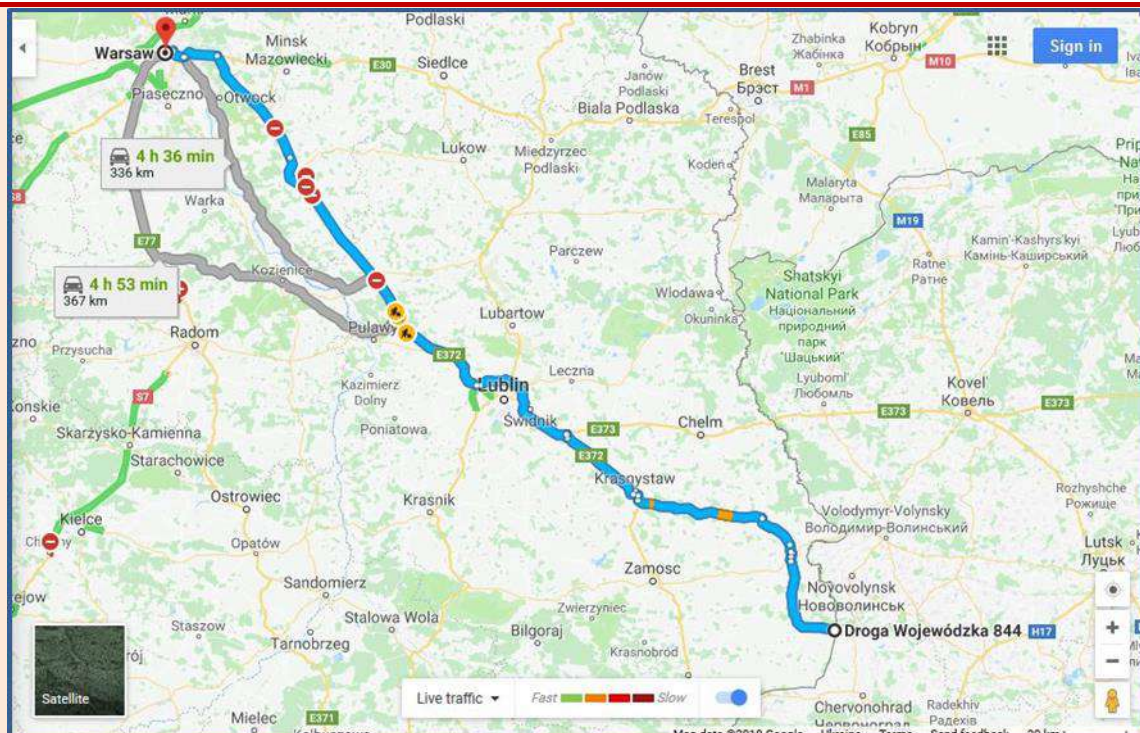 Podlaski
Kobryn
Кобрын
Sign in
Zhabinka
Жабінка
Warsaw
Minsk
Mazowiecki
E30
Siedlce
Janów
Podlaski
Brest
Брэст
M10
M1
Piaseczno
Otwock
Biala Podlaska
Terespol
E85
4 h 36 min
336 km
Lukow
Miedzyrzec
Podlaski
Koden
Malaryta
Маларыта
S8
Warka
M19
E77
Kamin'-Kashyrs'kyi
Камінь-Каширський
Parczew
Ratne
Ратне
4 h 53 min
367 km
Kozienice
Shatskyi
National Park
Національний
природний
парк
"Шацький"
Wlodawa
Okuninka
Radom
Pulawy
Lubartow
Przysucha
E372
Leczna
Lyuboml'
Любомль
Kovel'
Ковель
Kazimierz
Dolny
Lublin
S7
Konskie
Poniatowa
Świdnik
E373
Chelm
E373
E373
Skarżysko-Kamienna
E372
Starachowice
Krasnystaw
Ostrowiec
Krasnik
Rozhyshche
Рожище
Kielce
Volodymyr-Volynsky
Володимир-Волинський
Opatów
Lutsk
Луцьк
Zamosc
Sandomierz
Novovolynsk
Нововолинськ
Zwierzyniec
Staszow
Stalowa Wola
Bilgoraj
Droga Wojewódzka 844
H17
Tarnobrzeg
Krasnobród
Satellite
Live traffic
Fast
Slow
Mielec
E371
Chervonohrad
Radekhiv
Радехів